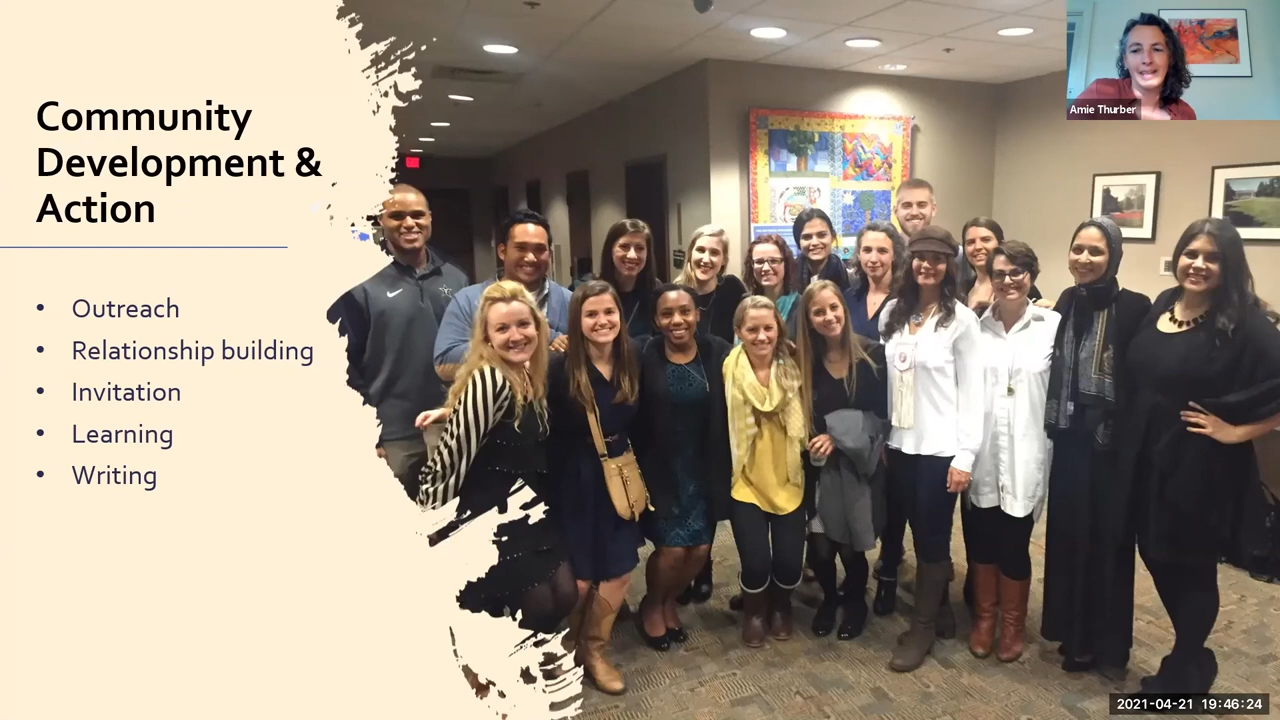 Community
Development &
Action
• Outreach
• Relationship building
• Invitation
• Learning
• Writing
Amie Thurber
2021-04-21 19:46:24